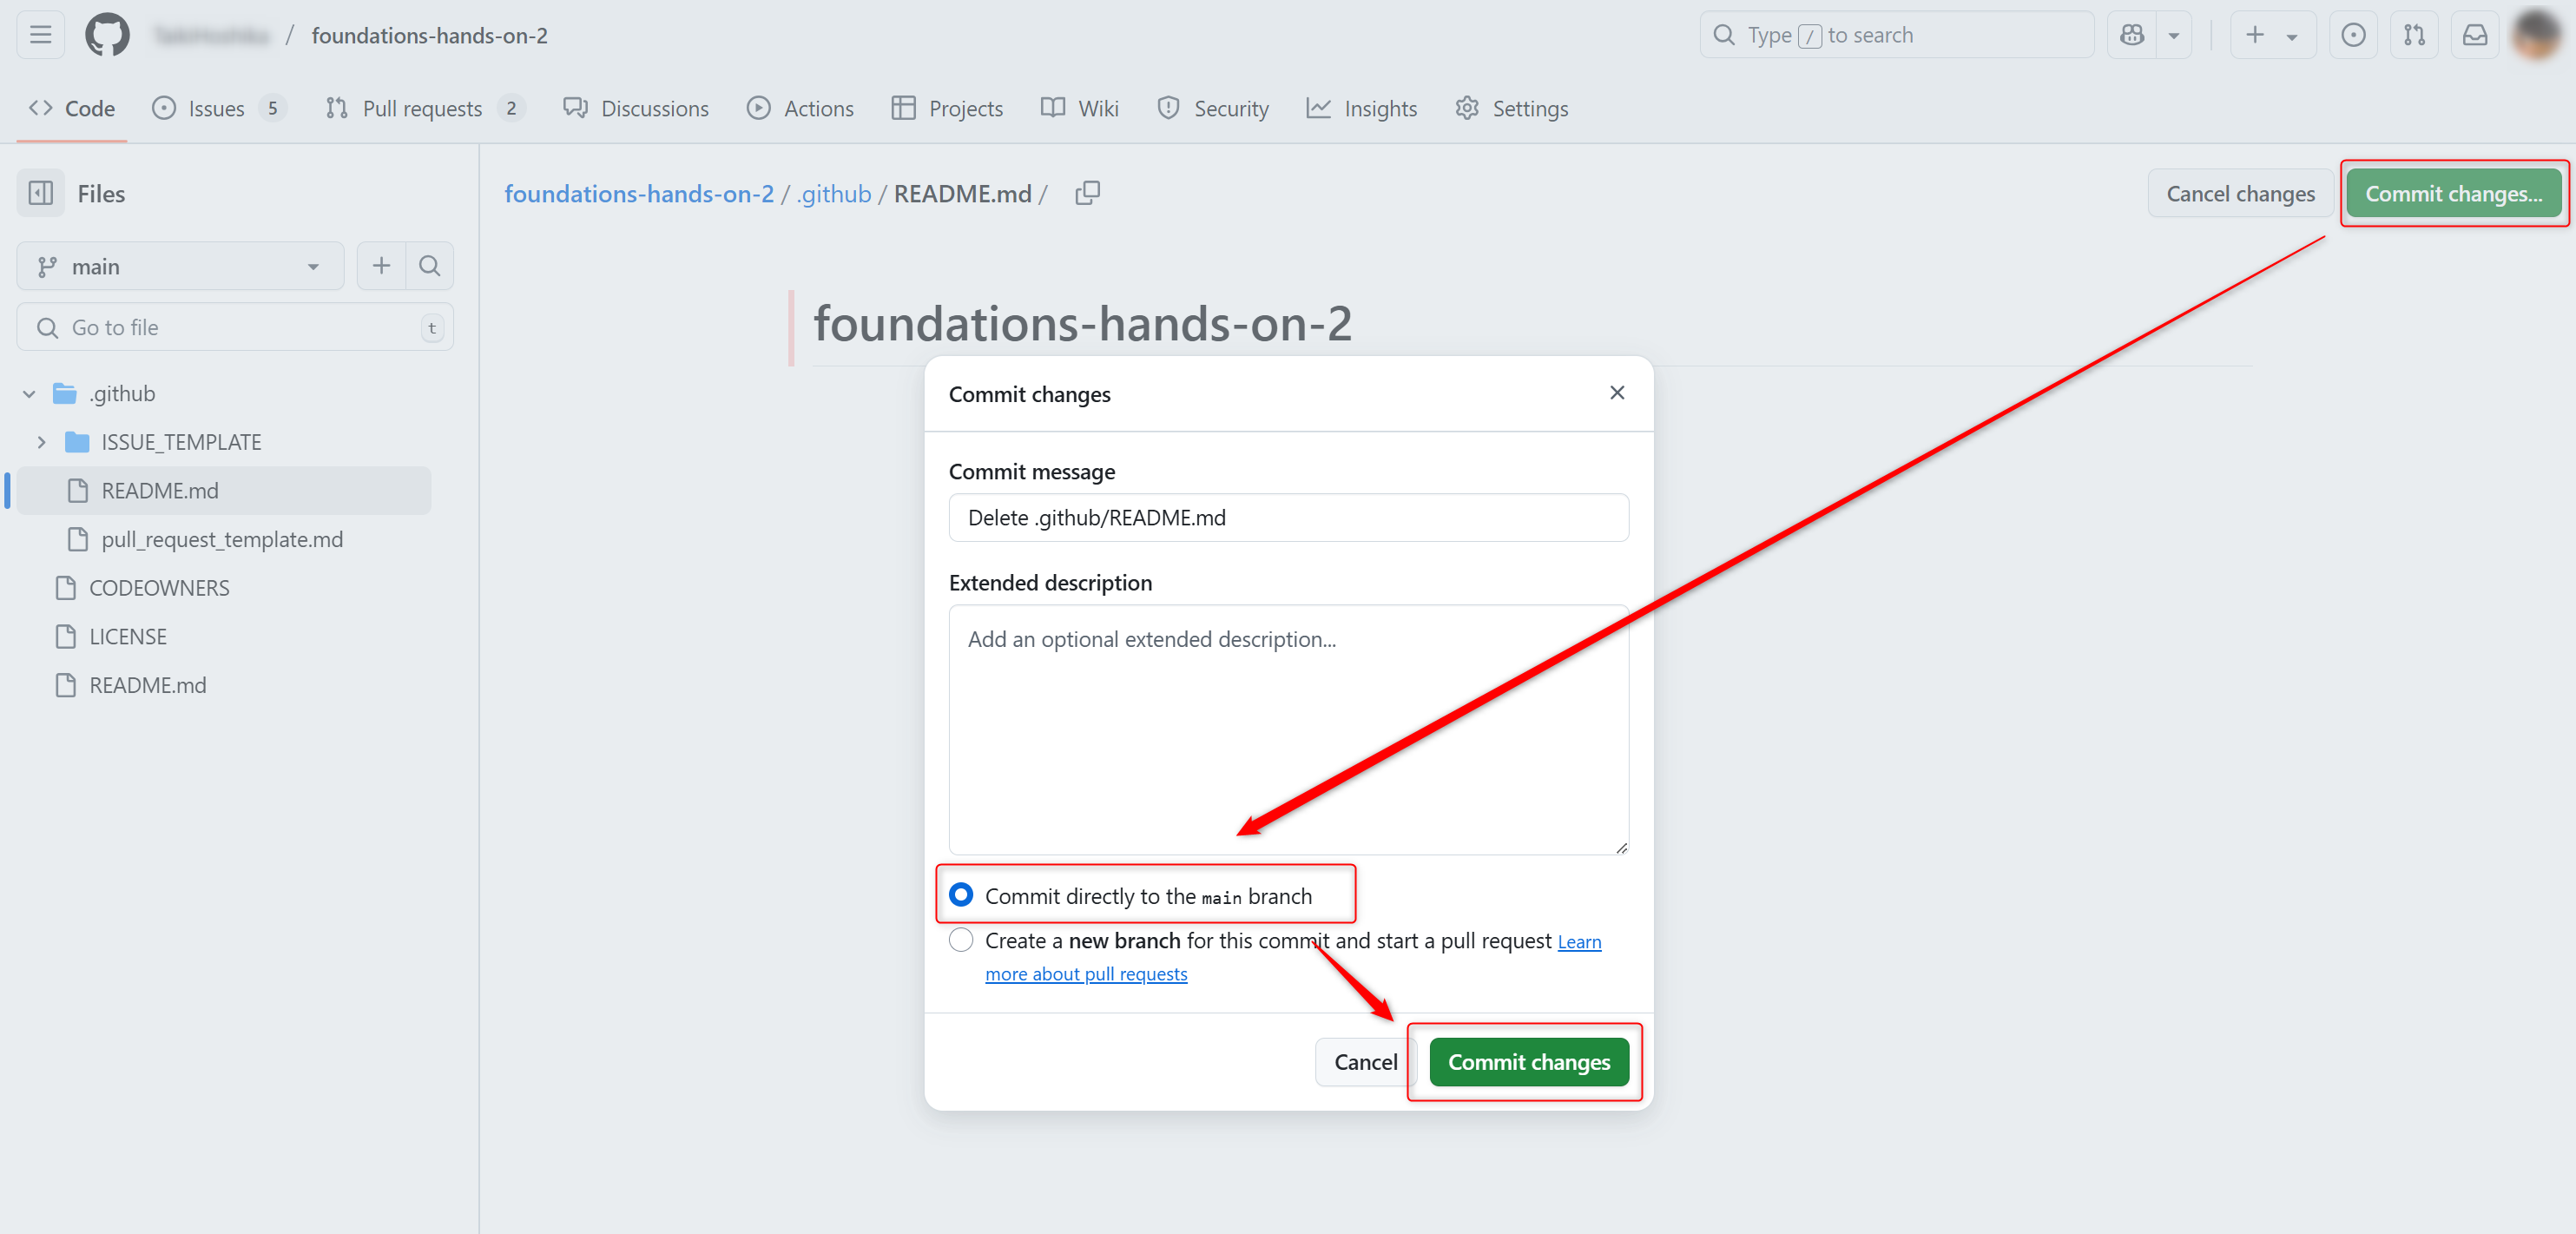 / foundations-hands-on-2
Type / to search
Code
Issues 5
Pull requests 2
Discussions
Actions
Projects
Wiki
Security
Insights
Settings
Files
foundations-hands-on-2 / .github / README.md /
Cancel changes
Commit changes...
main
Go to file
t
.github
ISSUE_TEMPLATE
README.md
pull_request_template.md
CODEOWNERS
LICENSE
README.md
foundations-hands-on-2
Commit changes
Commit message
Delete .github/README.md
Extended description
Add an optional extended description...
Commit directly to the main branch
Create a new branch for this commit and start a pull request Learn
more about pull requests
Cancel
Commit changes